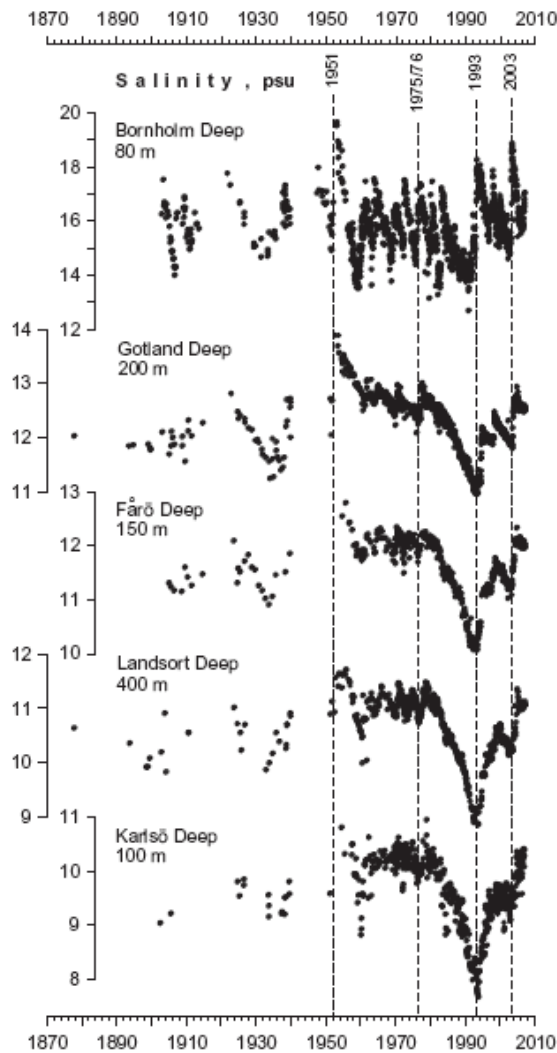 1870 1890 1910 1930 1950 1970 1990 2010
Salinity, psu
1951
1975/76
1993
2003
20
18
16
14
12
Bornholm Deep
80 m
14
13
12
11
Gotland Deep
200 m
13
12
11
10
Fårö Deep
150 m
12
11
10
9
Landsort Deep
400 m
11
10
9
8
Karlsö Deep
100 m
1870 1890 1910 1930 1950 1970 1990 2010